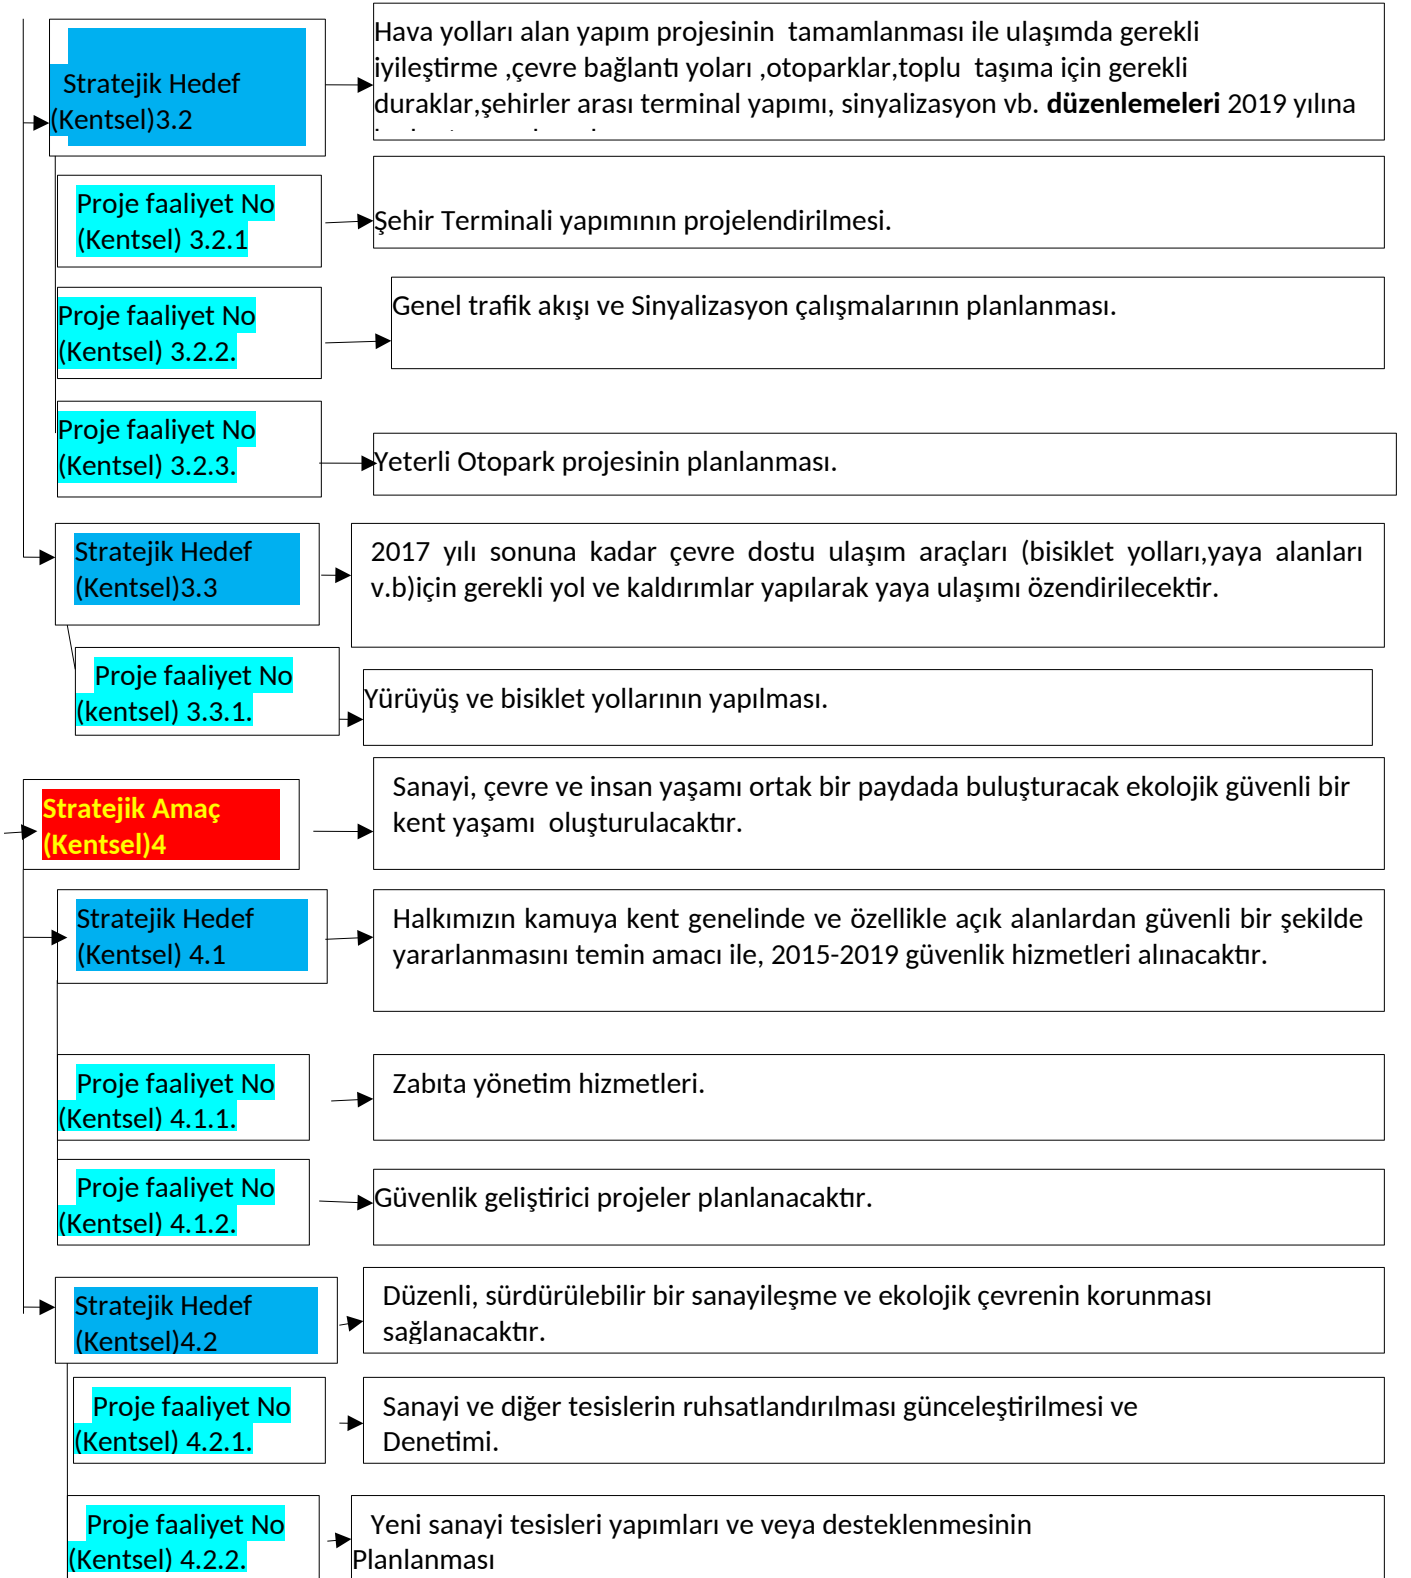 Stratejik Hedef
(Kentsel)3.2
Hava yolları alan yapım projesinin  tamamlanması ile ulaşımda gerekli
iyileştirme ,çevre bağlantı yoları ,otoparklar,toplu  taşıma için gerekli
duraklar,şehirler arası terminal yapımı, sinyalizasyon vb. düzenlemeleri 2019 yılına
Proje faaliyet No
(Kentsel) 3.2.1
Şehir Terminali yapımının projelendirilmesi.
Proje faaliyet No
(Kentsel) 3.2.2.
Genel trafik akışı ve Sinyalizasyon çalışmalarının planlanması.
Proje faaliyet No
(Kentsel) 3.2.3.
Yeterli Otopark projesinin planlanması.
Stratejik Hedef
(Kentsel)3.3
2017 yılı sonuna kadar çevre dostu ulaşım araçları (bisiklet yolları,yaya alanları
v.b)için gerekli yol ve kaldırımlar yapılarak yaya ulaşımı özendirilecektir.
Proje faaliyet No
(kentsel) 3.3.1.
Yürüyüş ve bisiklet yollarının yapılması.
Stratejik Amaç
(Kentsel)4
Sanayi, çevre ve insan yaşamı ortak bir paydada buluşturacak ekolojik güvenli bir
kent yaşamı  oluşturulacaktır.
Stratejik Hedef
(Kentsel) 4.1
Halkımızın kamuya kent genelinde ve özellikle açık alanlardan güvenli bir şekilde
yararlanmasını temin amacı ile, 2015-2019 güvenlik hizmetleri alınacaktır.
Proje faaliyet No
(Kentsel) 4.1.1.
Zabıta yönetim hizmetleri.
Proje faaliyet No
(Kentsel) 4.1.2.
Güvenlik geliştirici projeler planlanacaktır.
Stratejik Hedef
(Kentsel)4.2
Düzenli, sürdürülebilir bir sanayileşme ve ekolojik çevrenin korunması
sağlanacaktır.
Proje faaliyet No
(Kentsel) 4.2.1.
Sanayi ve diğer tesislerin ruhsatlandırılması günceleştirilmesi ve
Denetimi.
Proje faaliyet No
(Kentsel) 4.2.2.
Yeni sanayi tesisleri yapımları ve veya desteklenmesinin
Planlanması